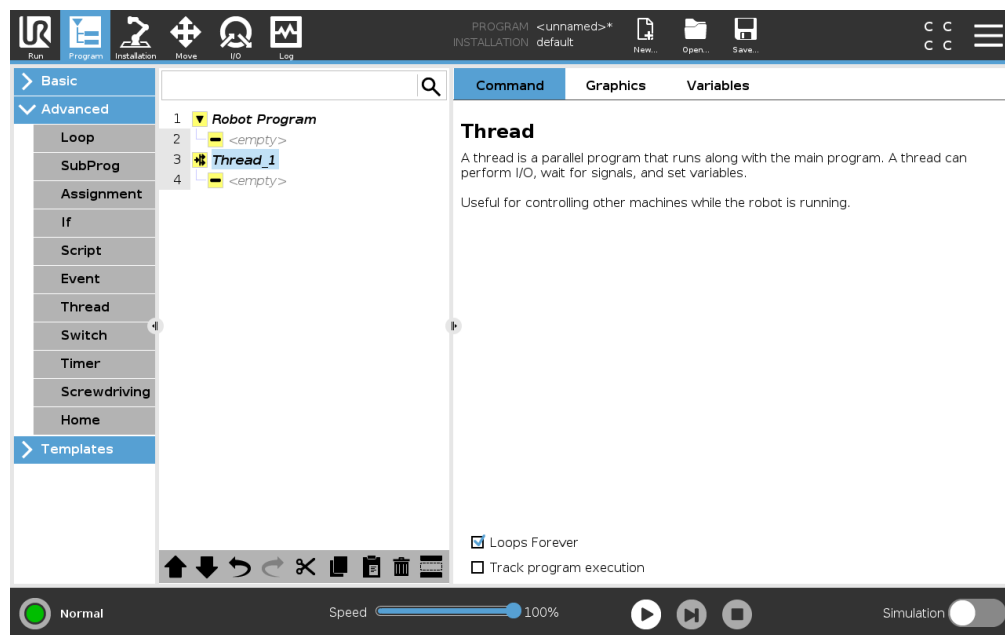 UR
PROGRAM <unnamed>*
INSTALLATION default
Run Program Installation Move I/O Log New... Open... Save...
C C
C C
Basic
Advanced
Loop
SubProg
Assignment
If
Script
Event
Thread
Switch
Timer
Screwdriving
Home
Templates
1 Robot Program
2 <empty>
3 Thread_1
4 <empty>
Command Graphics Variables
Thread
A thread is a parallel program that runs along with the main program. A thread can
perform I/O, wait for signals, and set variables.
Useful for controlling other machines while the robot is running.
Loops Forever
Track program execution
Normal
Speed 100%
Simulation